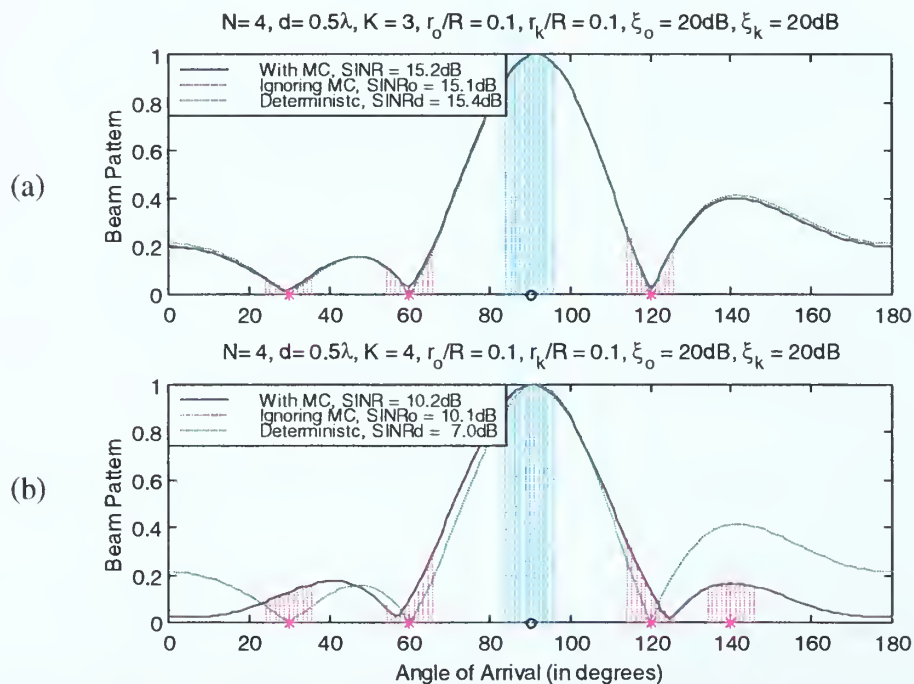 N= 4, d= 0.5λ, K = 3, r_o/R = 0.1, r_k/R = 0.1, ξ_o = 20dB, ξ_k = 20dB
(a)
Beam Pattern
1
0.8
0.6
0.4
0.2
0
With MC, SINR = 15.2dB
Ignoring MC, SINRo = 15.1dB
Deterministc, SINRd = 15.4dB
0 20 40 60 80 100 120 140 160 180
N= 4, d= 0.5λ, K = 4, r_o/R = 0.1, r_k/R = 0.1, ξ_o = 20dB, ξ_k = 20dB
(b)
Beam Pattern
1
0.8
0.6
0.4
0.2
0
With MC, SINR = 10.2dB
Ignoring MC, SINRo = 10.1dB
Deterministc, SINRd = 7.0dB
0 20 40 60 80 100 120 140 160 180
Angle of Arrival (in degrees)